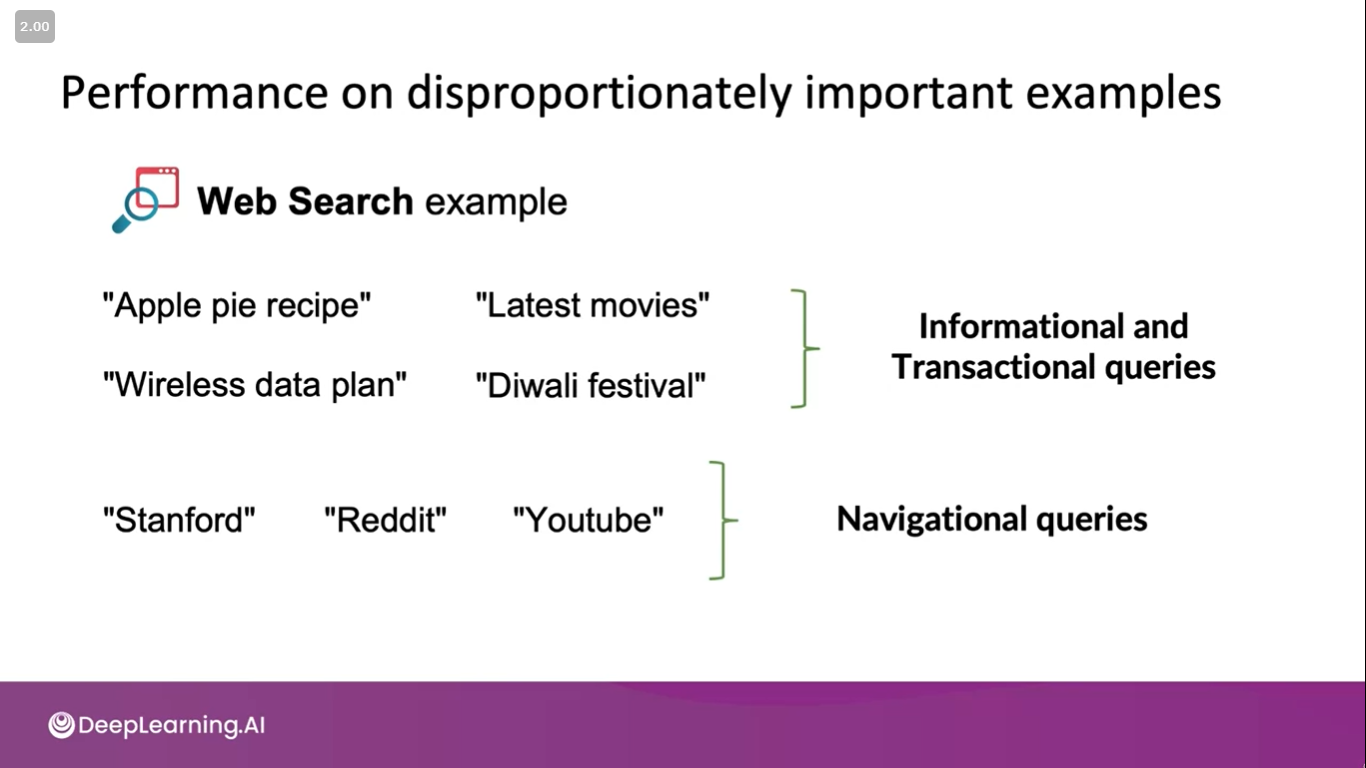 2.00
Performance on disproportionately important examples
Web Search example
"Apple pie recipe" "Latest movies"
"Wireless data plan" "Diwali festival"
Informational and
Transactional queries
"Stanford" "Reddit" "Youtube"
Navigational queries
DeepLearning.AI